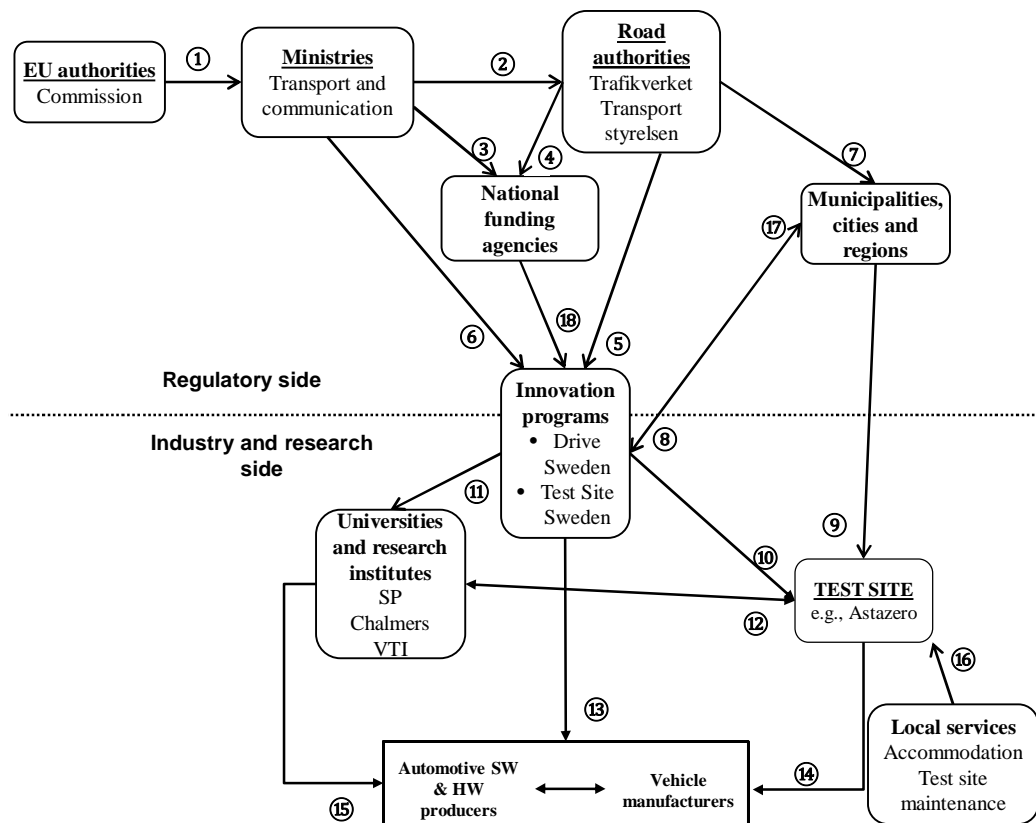 ①
②
EU authorities
Commission
Ministries
Transport and
communication
Road
authorities
Trafikverket
Transport
styrelsen
③
④
⑦
National
funding
agencies
Municipalities,
cities and
regions
⑰
⑥
⑱
⑤
Regulatory side
Innovation
programs
• Drive
Sweden
• Test Site
Sweden
⑧
Industry and research
side
⑪
⑨
⑩
Universities
and research
institutes
SP
Chalmers
VTI
TEST SITE
e.g., Astazero
⑫
⑯
⑬
Local services
Accommodation
Test site
maintenance
Automotive SW
& HW
producers
Vehicle
manufacturers
⑭
⑮